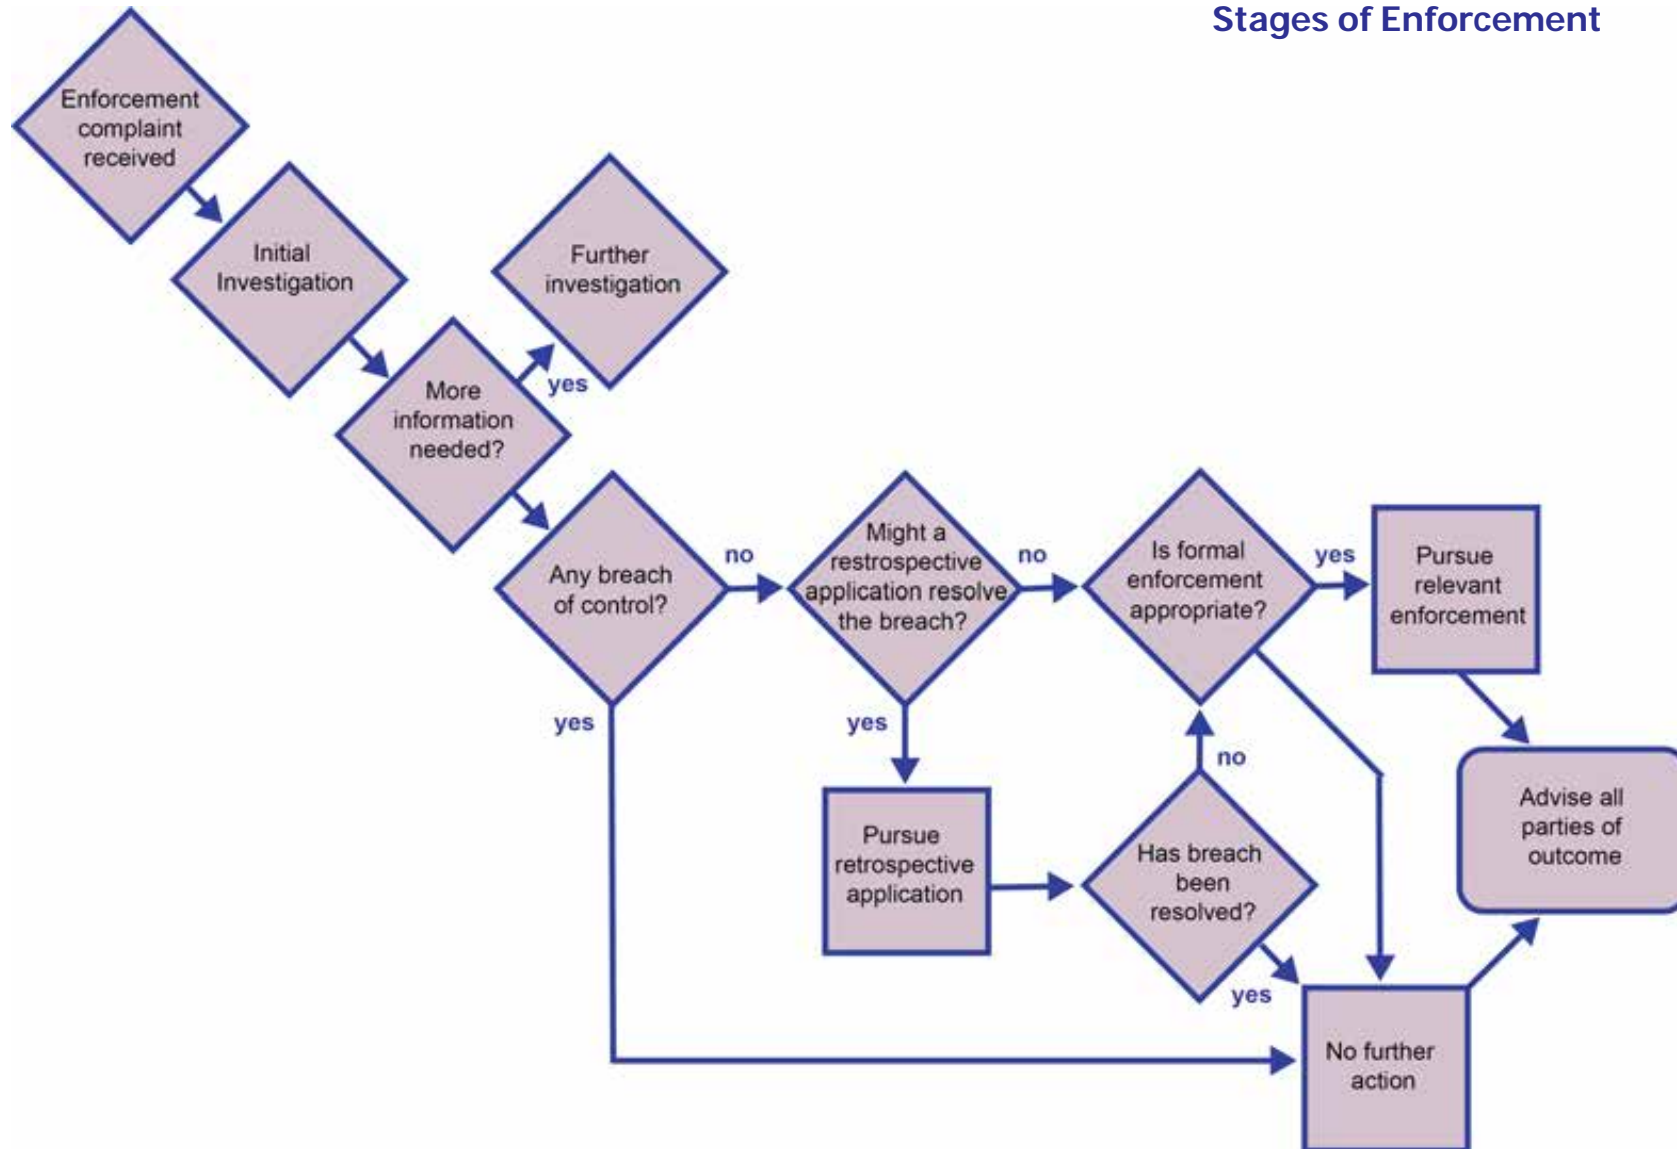 Stages of Enforcement
Enforcement
complaint
received
Initial
Investigation
Further
investigation
More
information
needed?
yes
Any breach
of control?
no
yes
Might a
restrospective
application resolve
the breach?
no
yes
Is formal
enforcement
appropriate?
yes
Pursue
relevant
enforcement
Pursue
retrospective
application
Has breach
been
resolved?
no
yes
Advise all
parties of
outcome
No further
action